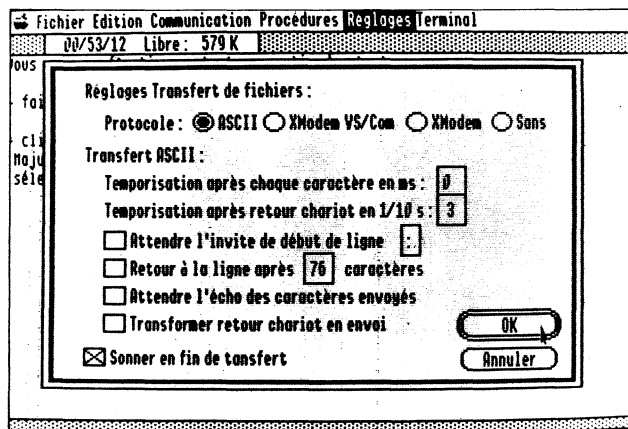 Fichier Edition Communication Procédures Réglages Terminal
00/53/12 Libre : 579 K
Vous
fai
cli
Maju
séle
Réglages Transfert de fichiers :
Protocole : ASCII XModem VS/Com XModem Sans
Transfert ASCII :
Temporisation après chaque caractère en ms : 0
Temporisation après retour chariot en 1/10 s : 3
Attendre l'invite de début de ligne :
Retour à la ligne après 76 caractères
Attendre l'écho des caractères envoyés
Transformer retour chariot en envoi
OK
Sonner en fin de tansfert
Annuler